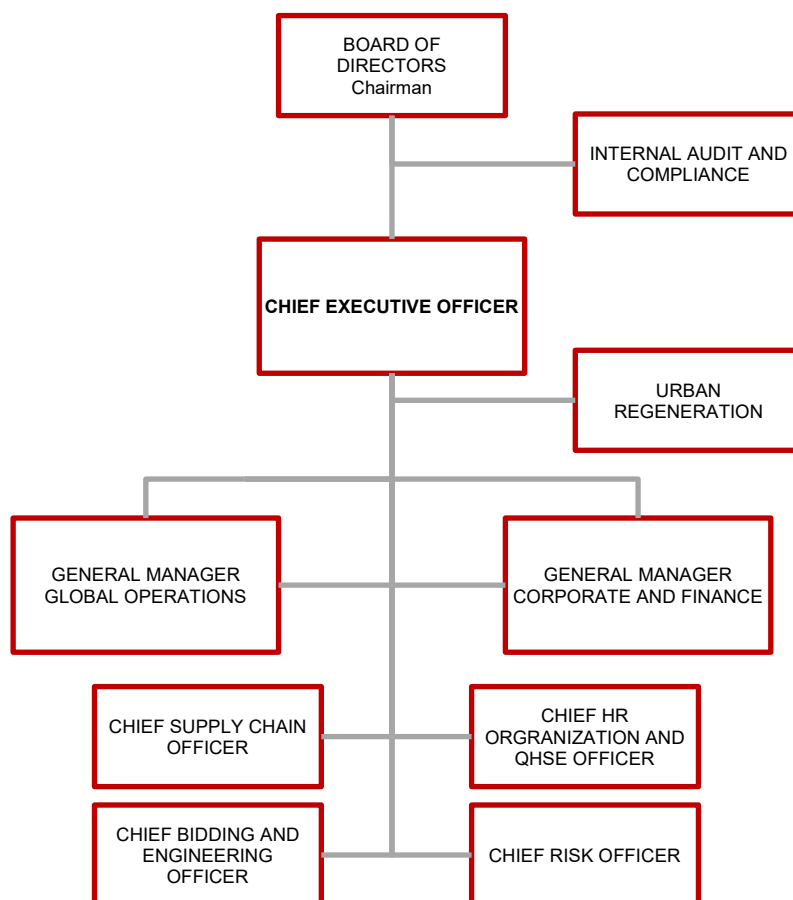 BOARD OF
DIRECTORS
Chairman
INTERNAL AUDIT AND
COMPLIANCE
CHIEF EXECUTIVE OFFICER
URBAN
REGENERATION
GENERAL MANAGER
GLOBAL OPERATIONS
GENERAL MANAGER
CORPORATE AND FINANCE
CHIEF SUPPLY CHAIN
OFFICER
CHIEF HR
ORGRANIZATION AND
QHSE OFFICER
CHIEF BIDDING AND
ENGINEERING
OFFICER
CHIEF RISK OFFICER